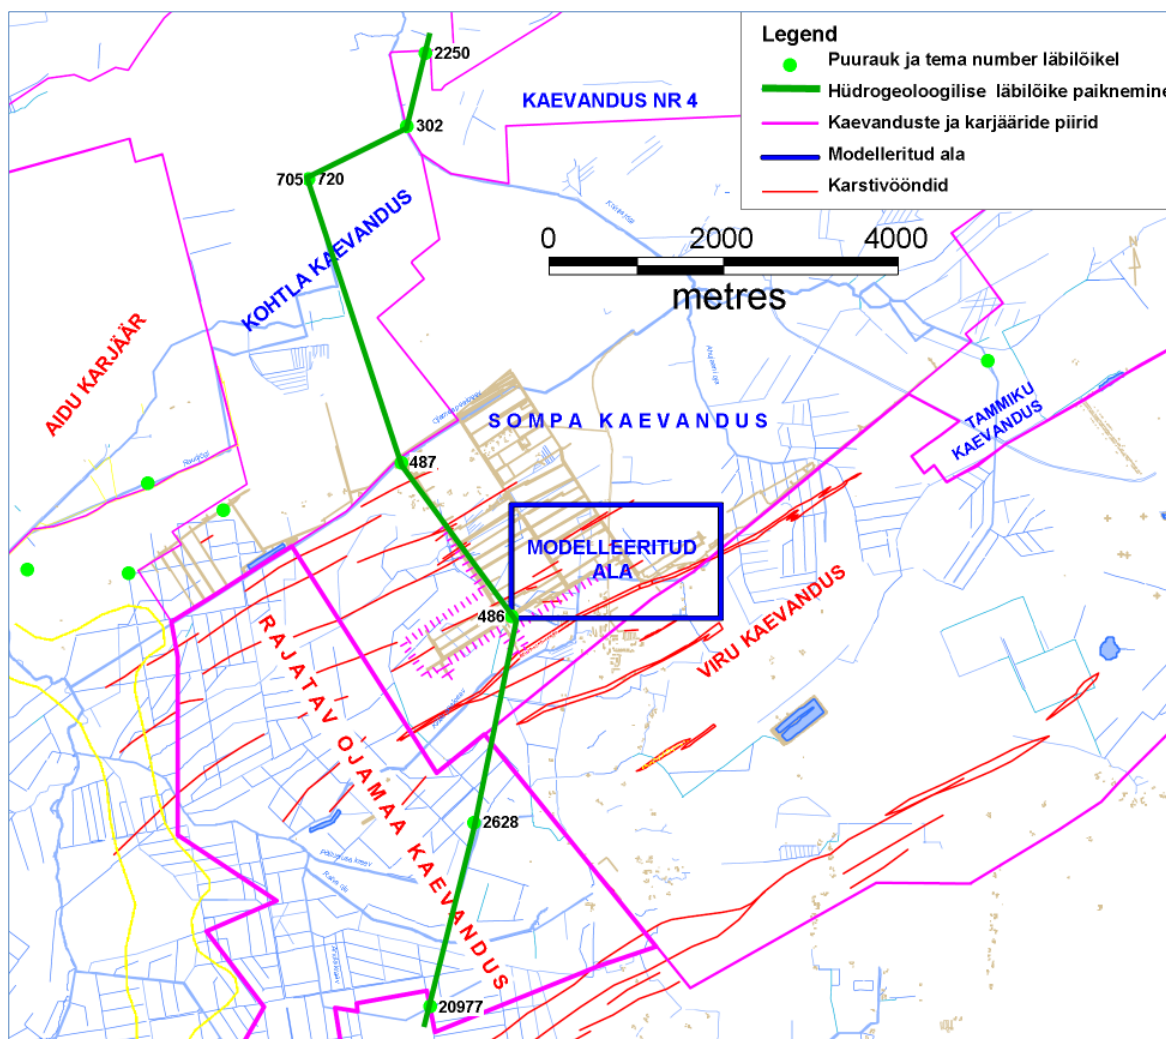 Legend
Puurauk ja tema number läbilõikel
Hüdrogeoloogilise läbilõike paiknemine
Kaevanduste ja karjääride piirid
Modelleritud ala
Karstivööndid
2250
KAEVANDUS NR 4
302
705 720
KOHTLA KAEVANDUS
0 2000 4000
metres
N
AIDU KARJÄÄR
SOMPA KAEVANDUS
TAMMIKU
KAEVANDUS
487
MODELLEERITUD
ALA
486
VIRU KAEVANDUS
RAJATAV OJAMAA KAEVANDUS
2628
20977